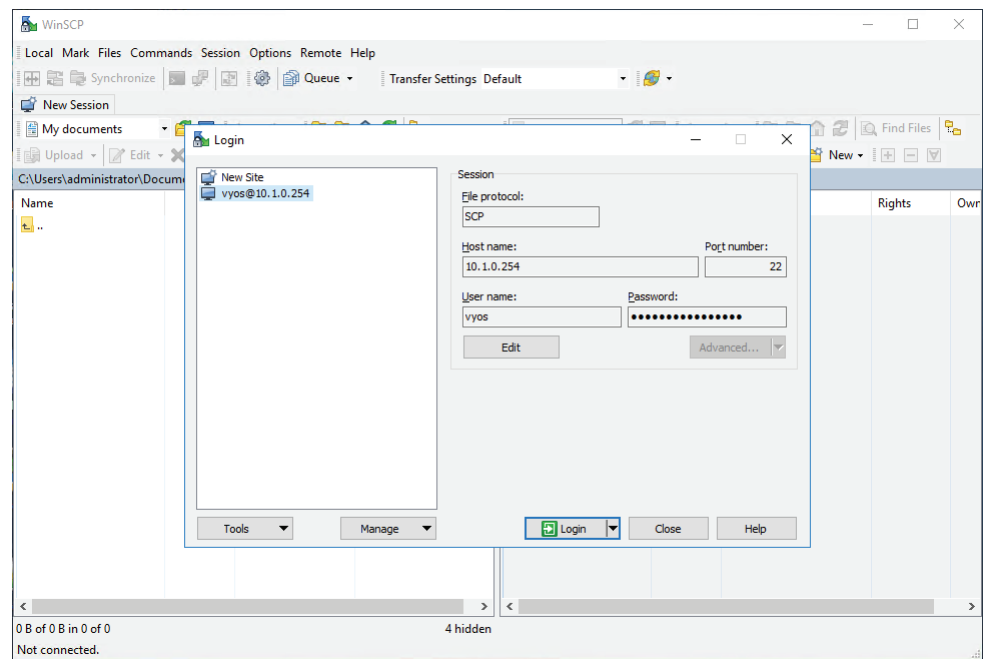 WinSCP
Local Mark Files Commands Session Options Remote Help
Synchronize Queue Transfer Settings Default
New Session
My documents Find Files
Upload Edit New
C:\Users\administrator\Docume
Name Rights Own
..
Login
New Site
vyos@10.1.0.254
Session
File protocol:
SCP
Host name: Port number:
10.1.0.254 22
User name: Password:
vyos ••••••••••••••••
Edit Advanced...
Tools Manage Login Close Help
0 B of 0 B in 0 of 0 4 hidden
Not connected.